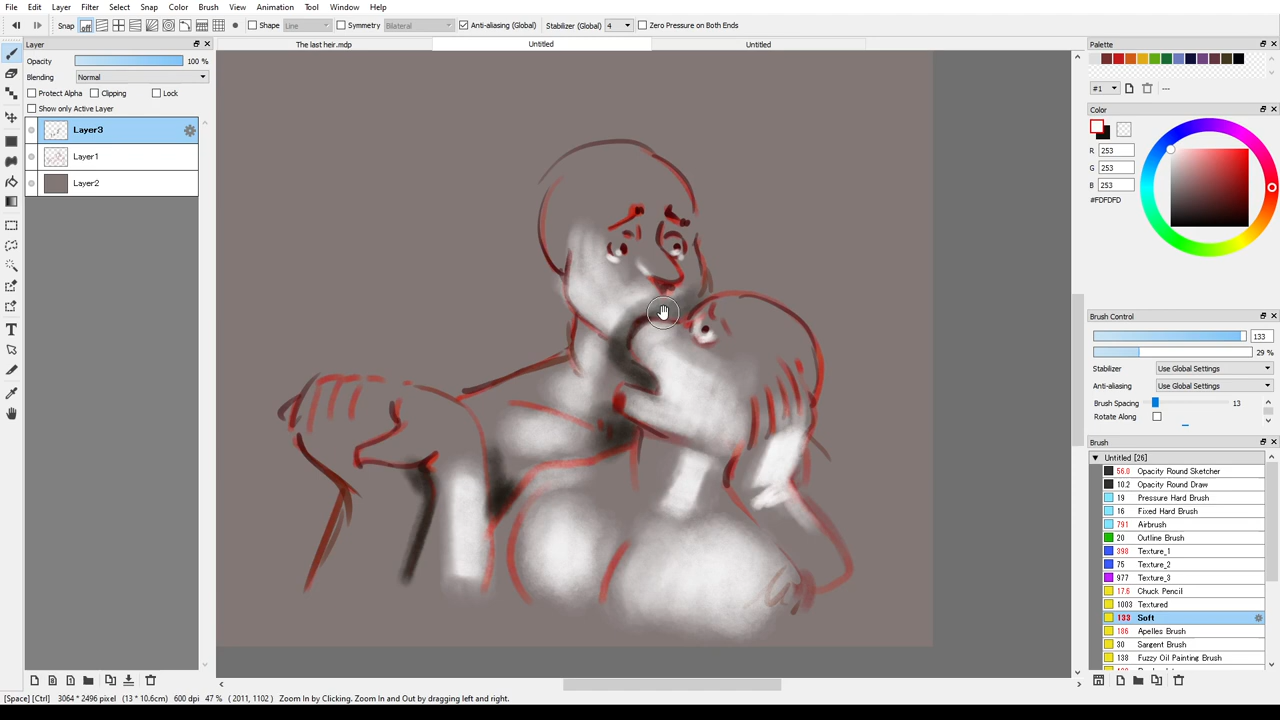 File Edit Layer Filter Select Snap Color Brush Tool Window Animation Help
Snap off Shape Line Symmetry Bilateral Anti-aliasing (Global) Stabilizer (Global) 4 Zero Pressure on Both Ends
Layer
The last heir.mdp Untitled Untitled
Palette
Opacity 100 %
Blending Normal
Protect Alpha Clipping Lock
Show only Active Layer
Layer3
Layer1
Layer2
#1 ---
Color
R 253
G 253
B 253
#FDFDFD
Brush Control
133
29 %
Stabilizer Use Global Settings
Anti-aliasing Use Global Settings
Brush Spacing 13
Rotate Along
Brush
Untitled [26]
56.0 Opacity Round Sketcher
10.2 Opacity Round Draw
19 Pressure Hard Brush
16 Fixed Hard Brush
791 Airbrush
20 Outline Brush
398 Texture_1
75 Texture_2
977 Texture_3
17.6 Chuck Pencil
1003 Textured
133 Soft
186 Apelles Brush
30 Sargent Brush
138 Fuzzy Oil Painting Brush
[Space] [Ctrl] 3064 * 2496 pixel (13 * 10.6cm) 600 dpi 47 % ( 2011, 1102 ) Zoom In by Clicking. Zoom In and Out by dragging left and right.